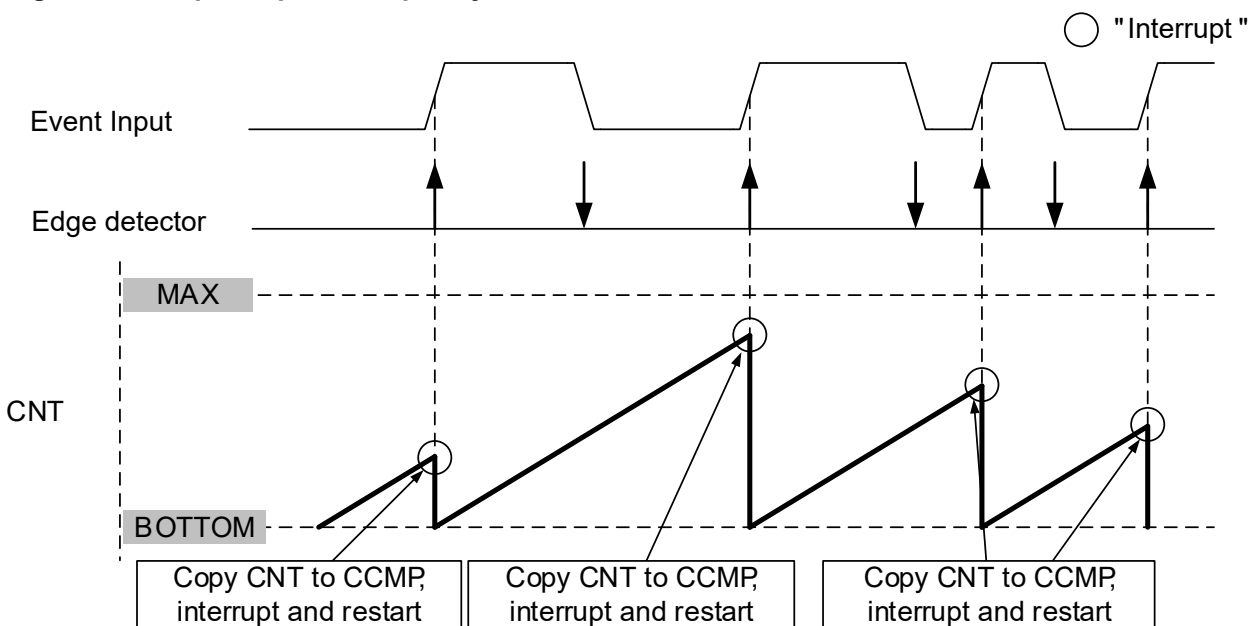 "Interrupt"
Event Input
Edge detector
MAX
CNT
BOTTOM
Copy CNT to CCMP,
interrupt and restart
Copy CNT to CCMP,
interrupt and restart
Copy CNT to CCMP,
interrupt and restart